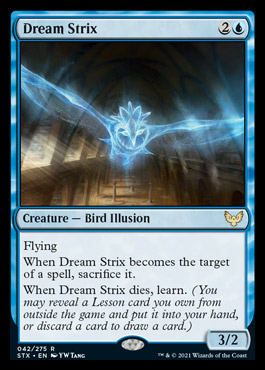 Dream Strix 2
Creature — Bird Illusion
Flying
When Dream Strix becomes the target
of a spell, sacrifice it.
When Dream Strix dies, learn. (You
may reveal a Lesson card you own from
outside the game and put it into your hand,
or discard a card to draw a card.)
3/2
042/275 R
STX • EN YW TANG
™ & © 2021 Wizards of the Coast